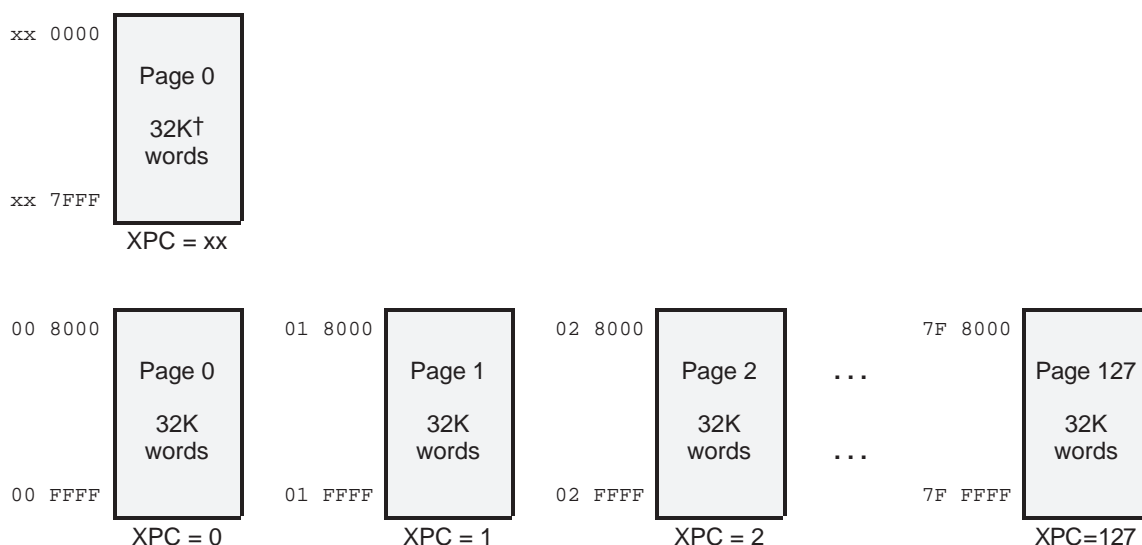 xx 0000
Page 0
32K†
words
xx 7FFF
XPC = xx
00 8000
Page 0
32K
words
00 FFFF
XPC = 0
01 8000
Page 1
32K
words
01 FFFF
XPC = 1
02 8000
Page 2
32K
words
02 FFFF
XPC = 2
. . .
. . .
7F 8000
Page 127
32K
words
7F FFFF
XPC=127